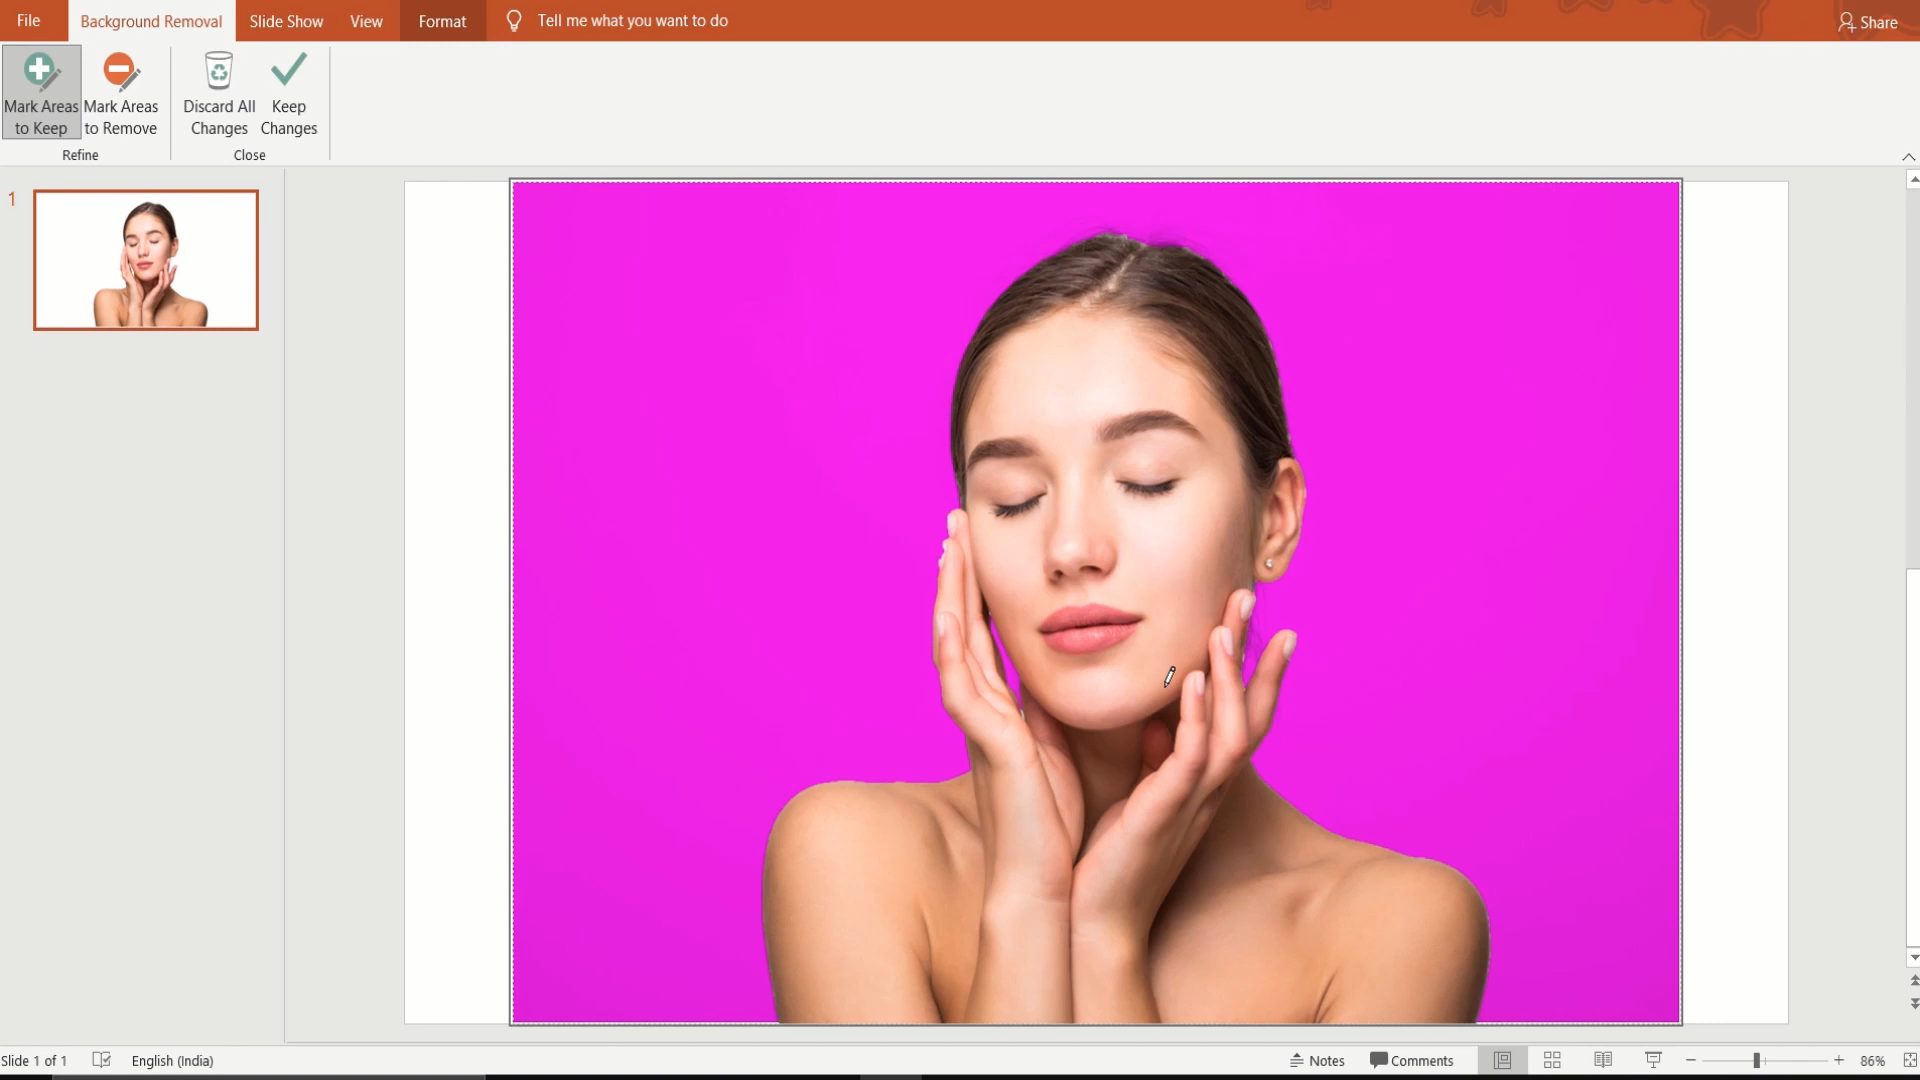 File Background Removal Slide Show View Format Tell me what you want to do Share
Mark Areas to Keep
Mark Areas to Remove
Discard All Changes
Keep Changes
Refine Close
1
Slide 1 of 1 English (India) Notes Comments 86%